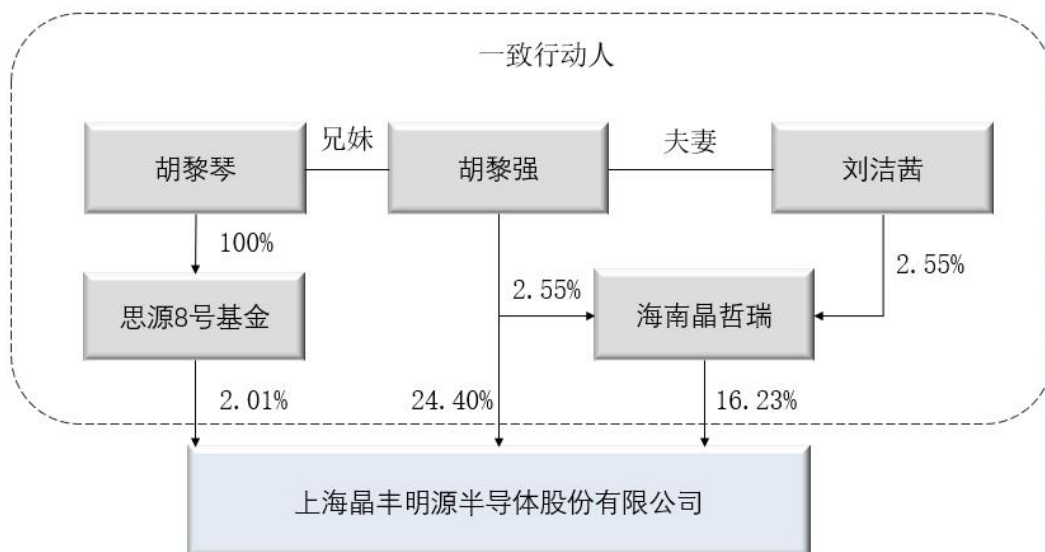 一致行动人
胡黎琴
兄妹
胡黎强
夫妻
刘洁茜
100%
2.55%
2.55%
思源8号基金
海南晶哲瑞
2.01%
24.40%
16.23%
上海晶丰明源半导体股份有限公司